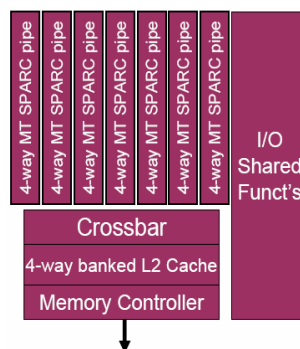 4-way MT SPARC pipe
4-way MT SPARC pipe
4-way MT SPARC pipe
4-way MT SPARC pipe
4-way MT SPARC pipe
4-way MT SPARC pipe
4-way MT SPARC pipe
I/O
Shared
Funct's
Crossbar
4-way banked L2 Cache
Memory Controller